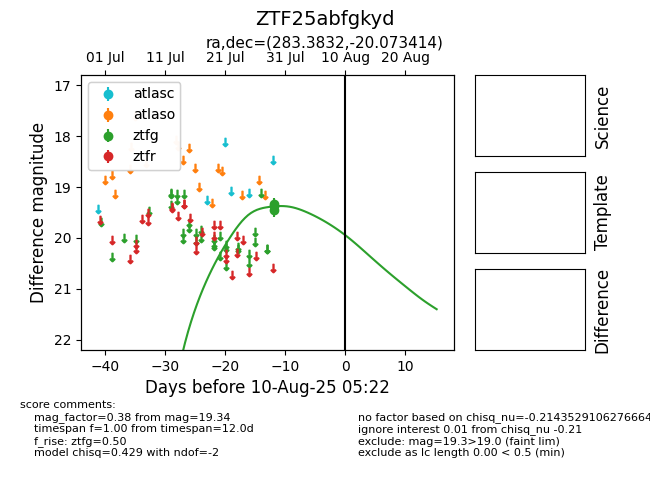 ZTF25abfgkyd
ra,dec=(283.3832,-20.073414)
01 Jul 11 Jul 21 Jul 31 Jul 10 Aug 20 Aug
17
18
19
20
21
22
Difference magnitude
atlasc
atlaso
ztfg
ztfr
−40 −30 −20 −10 0 10
Days before 10-Aug-25 05:22
Science
Template
Difference
score comments:
mag_factor=0.38 from mag=19.34
timespan f=1.00 from timespan=12.0d
f_rise: ztfg=0.50
model chisq=0.429 with ndof=-2
no factor based on chisq_nu=-0.2143529106276664
ignore interest 0.01 from chisq_nu -0.21
exclude: mag=19.3>19.0 (faint lim)
exclude as lc length 0.00 < 0.5 (min)